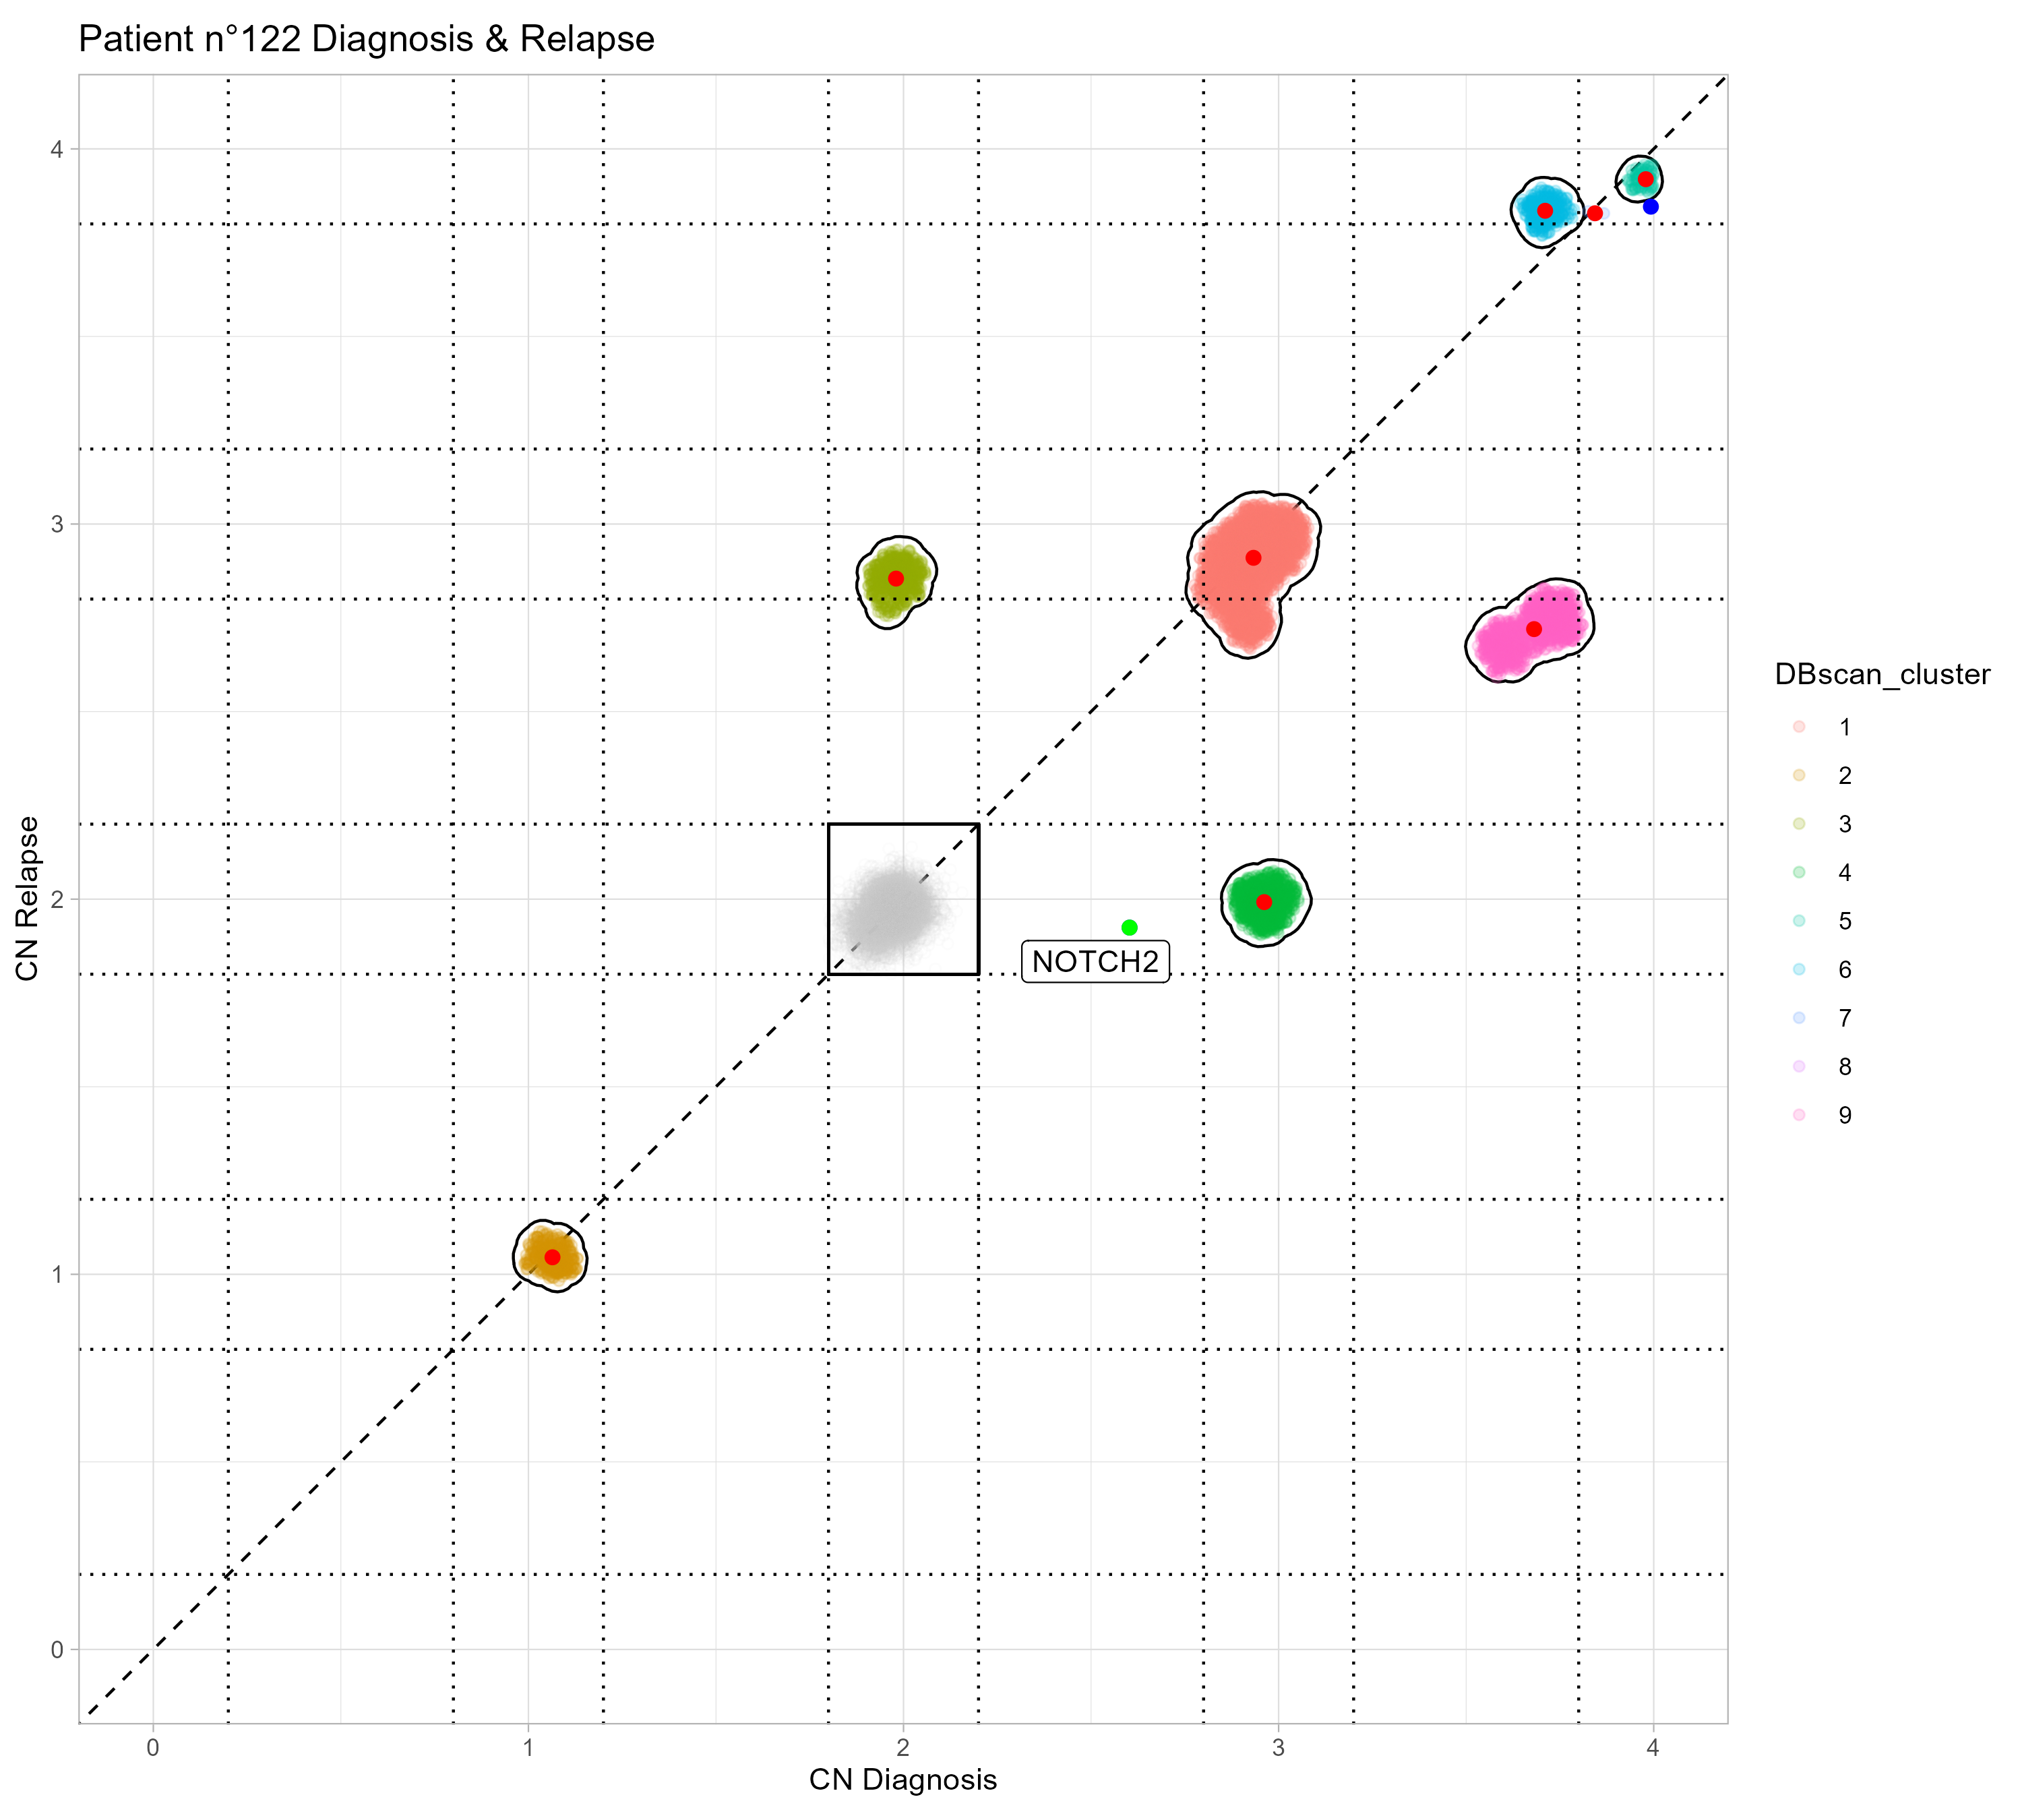 Patient n°122 Diagnosis & Relapse
4
3
2
1
0
CN Relapse
NOTCH2
0 1 2 3 4
CN Diagnosis
DBscan_cluster
1
2
3
4
5
6
7
8
9